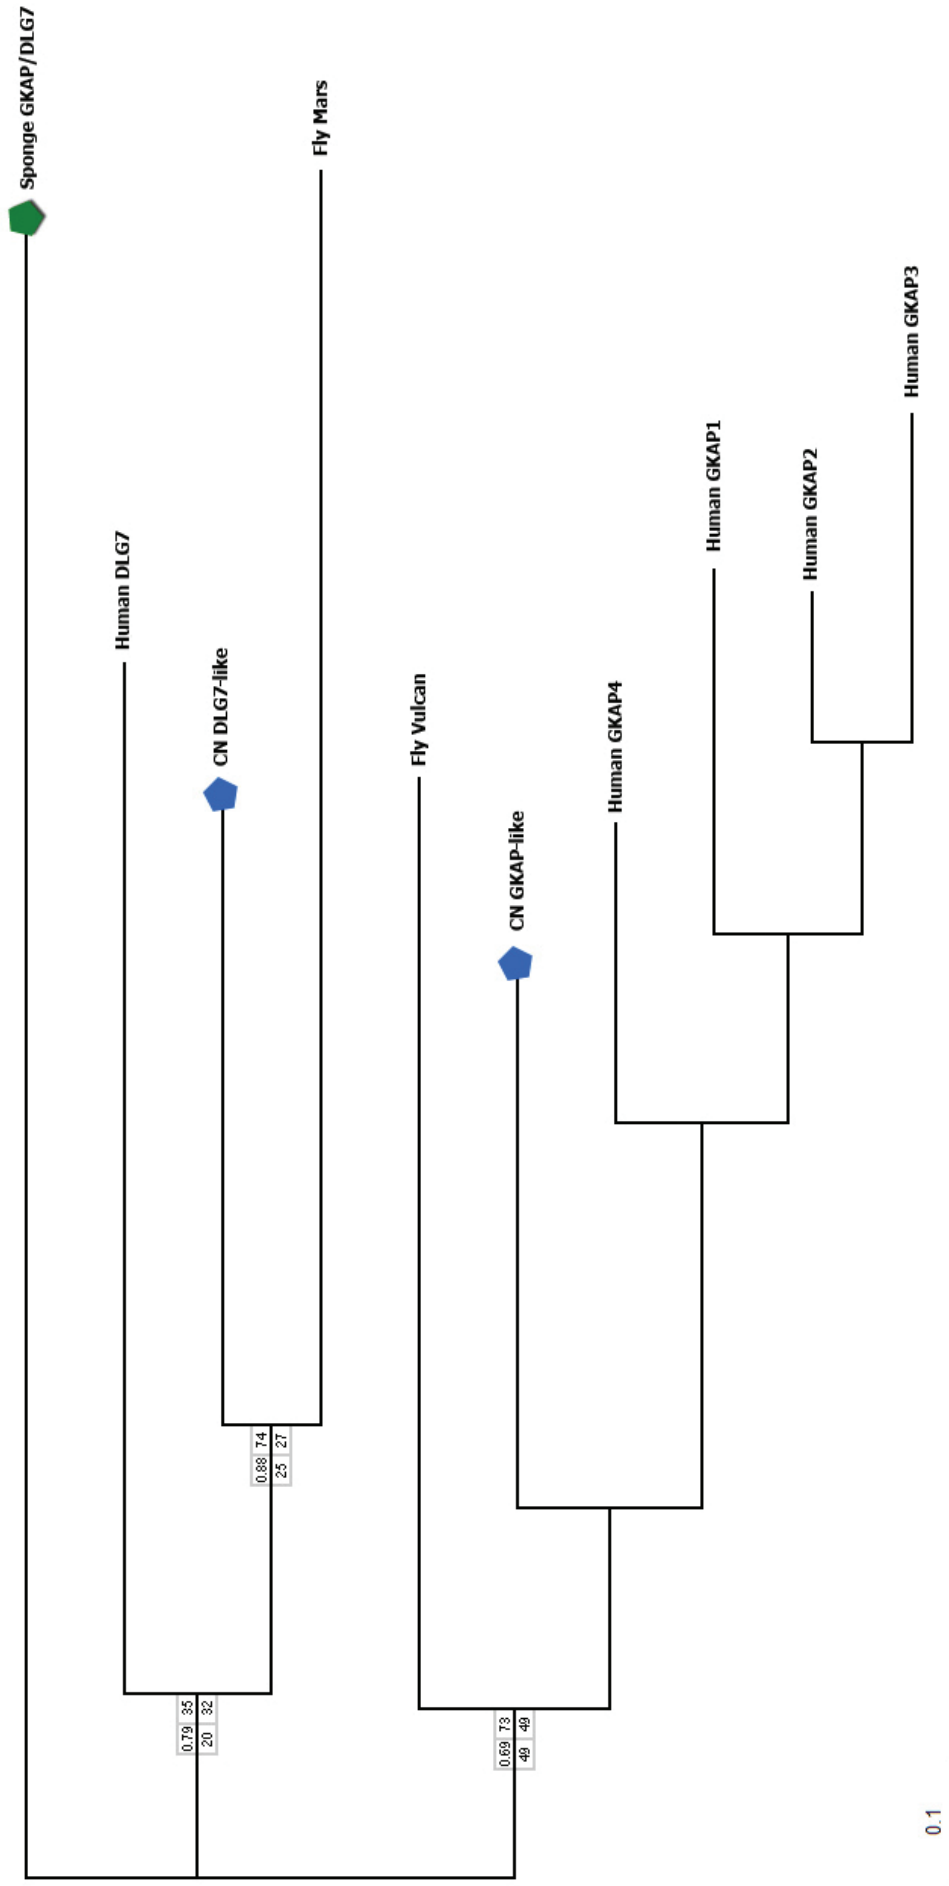 Sponge GKAP/DLG7
Human DLG7
CN DLG7-like
Fly Mars
0.88 74
25 27
0.79 35
20 32
Fly Vulcan
CN GKAP-like
Human GKAP4
Human GKAP1
Human GKAP2
Human GKAP3
0.69 73
49 49
0.1